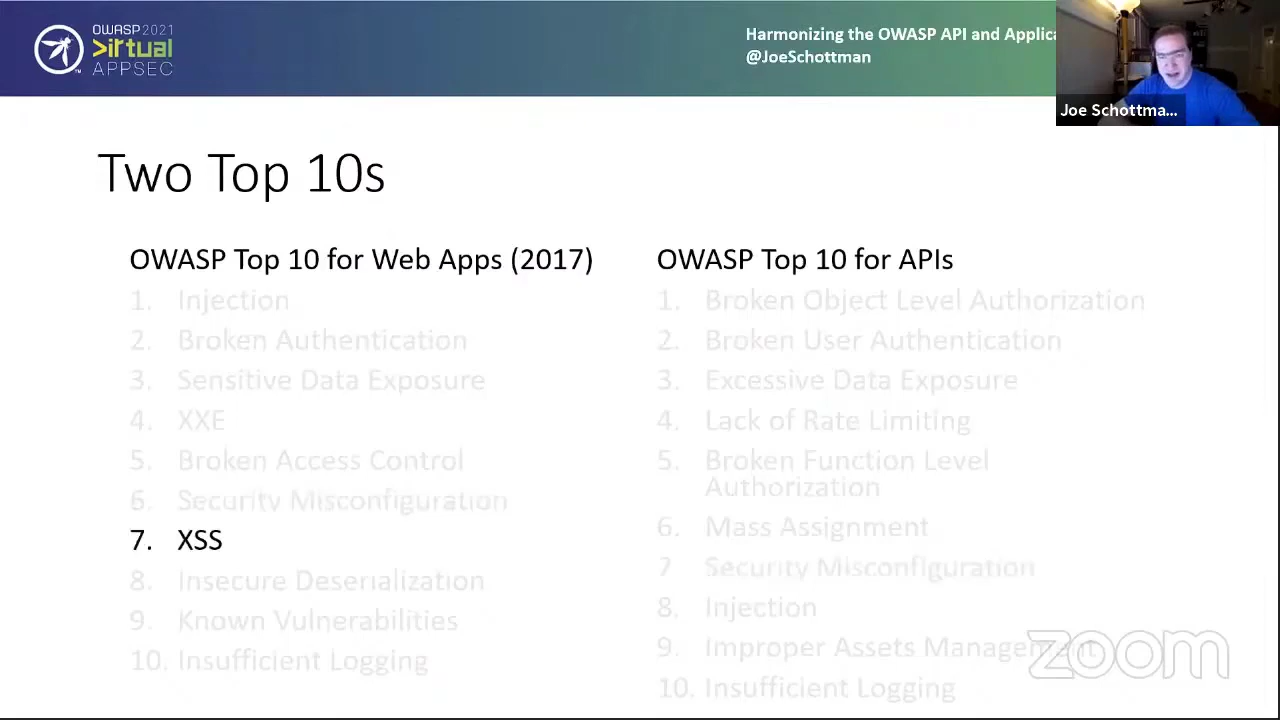 OWASP2021
>irtual
APPSEC
Harmonizing the OWASP API and Applica
@JoeSchottman
Joe Schottma...
Two Top 10s
OWASP Top 10 for Web Apps (2017)
1. Injection
2. Broken Authentication
3. Sensitive Data Exposure
4. XXE
5. Broken Access Control
6. Security Misconfiguration
7. XSS
8. Insecure Deserialization
9. Known Vulnerabilities
10. Insufficient Logging
OWASP Top 10 for APIs
1. Broken Object Level Authorization
2. Broken User Authentication
3. Excessive Data Exposure
4. Lack of Rate Limiting
5. Broken Function Level
Authorization
6. Mass Assignment
7 Security Misconfiguration
8. Injection
9. Improper Assets Management
10. Insufficient Logging
zoom